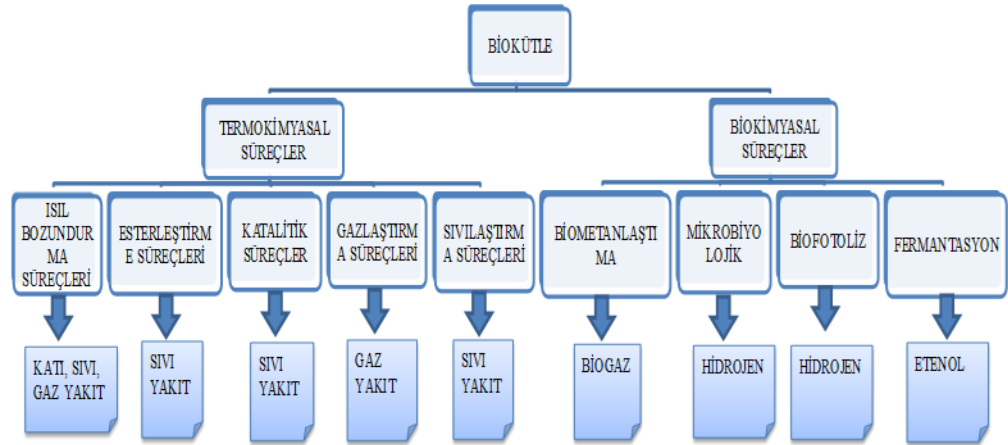 BİOKÜTLE
TERMOKİMYASAL
SÜREÇLER
BİOKİMYASAL
SÜREÇLER
ISIL
BOZUNDUR
MA
SÜREÇLERİ
ESTERLEŞTİRM
E SÜREÇLERİ
KATALİTİK
SÜREÇLER
GAZLAŞTIRM
A SÜREÇLERİ
SIVILAŞTIRM
A SÜREÇLERİ
BİOMETANLAŞTI
MA
MİKROBİYO
LOJİK
BİOFOTOLİZ
FERMANTASYON
KATI, SIVI,
GAZ YAKIT
SIVI
YAKIT
SIVI
YAKIT
GAZ
YAKIT
SIVI
YAKIT
BİOGAZ
HİDROJEN
HİDROJEN
ETENOL